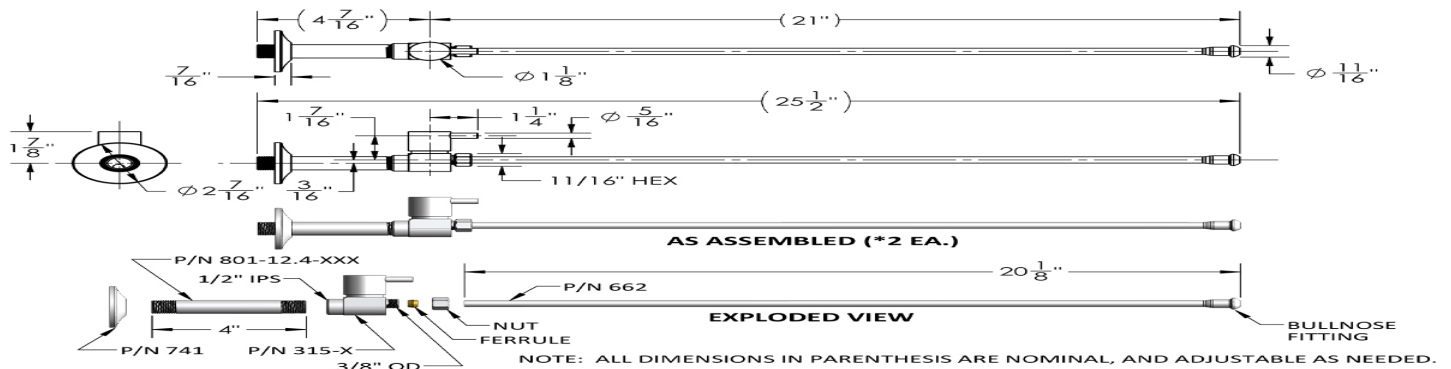 (4 7/16")
(21")
7/16"
Ø 1 1/8"
Ø 11/16"
(25 1/2")
1 7/16"
1 1/4"
Ø 5/16"
1 7/8"
Ø 2 7/16"
3/16"
11/16" HEX
AS ASSEMBLED (*2 EA.)
P/N 801-12.4-XXX
1/2" IPS
20 1/8"
P/N 662
EXPLODED VIEW
4"
NUT
FERRULE
BULLNOSE
FITTING
P/N 741
P/N 315-X
3/8" OD
NOTE: ALL DIMENSIONS IN PARENTHESIS ARE NOMINAL, AND ADJUSTABLE AS NEEDED.